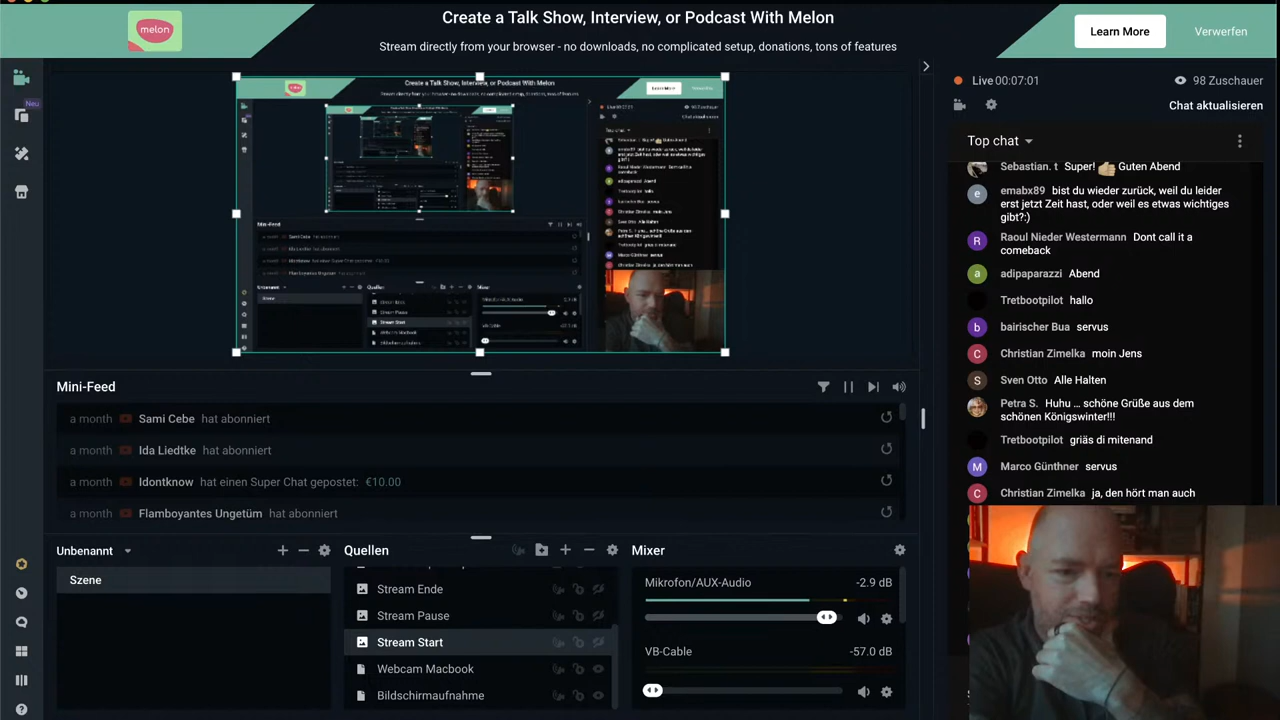 melon
Create a Talk Show, Interview, or Podcast With Melon
Stream directly from your browser - no downloads, no complicated setup, donations, tons of features
Learn More
Verwerfen
Neu
Live 00:07:01
98 Zuschauer
Chat aktualisieren
Top chat
Sebastian. t Super! Guten Abend
emabx89 bist du wieder zurück, weil du leider
erst jetzt Zeit hast, oder weil es etwas wichtiges
gibt?:)
Raoul Nieder Westermann Dont call it a
comeback
adipaparazzi Abend
Tretbootpilot hallo
bairischer Bua servus
Christian Zimelka moin Jens
Sven Otto Alle Halten
Petra S. Huhu ... schöne Grüße aus dem
schönen Königswinter!!!
Tretbootpilot griäs di mitenand
Marco Günthner servus
Christian Zimelka ja, den hört man auch
Mini-Feed
a month Sami Cebe hat abonniert
a month Ida Liedtke hat abonniert
a month Idontknow hat einen Super Chat gepostet: €10.00
a month Flamboyantes Ungetüm hat abonniert
Unbenannt
Szene
Quellen
Stream Ende
Stream Pause
Stream Start
Webcam Macbook
Bildschirmaufnahme
Mixer
Mikrofon/AUX-Audio -2.9 dB
VB-Cable -57.0 dB